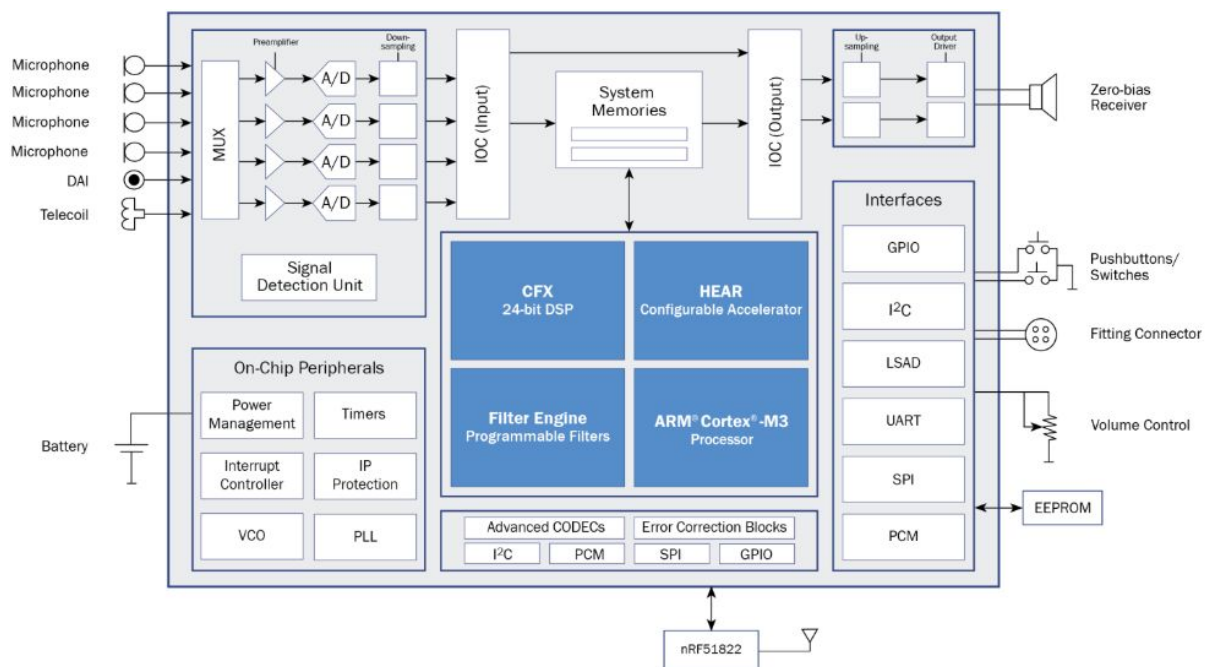 Microphone
Microphone
Microphone
Microphone
DAI
Telecoil
Battery
Preamplifier
Down-
sampling
MUX
A/D
A/D
A/D
A/D
Signal
Detection Unit
IOC (Input)
System
Memories
IOC (Output)
Up-
sampling
Output
Driver
Zero-bias
Receiver
On-Chip Peripherals
Power
Management
Timers
Interrupt
Controller
IP
Protection
VCO
PLL
CFX
24-bit DSP
HEAR
Configurable Accelerator
Filter Engine
Programmable Filters
ARM® Cortex®-M3
Processor
Advanced CODECs
Error Correction Blocks
I²C
PCM
SPI
GPIO
Interfaces
GPIO
I²C
LSAD
UART
SPI
PCM
Pushbuttons/
Switches
Fitting Connector
Volume Control
EEPROM
nRF51822